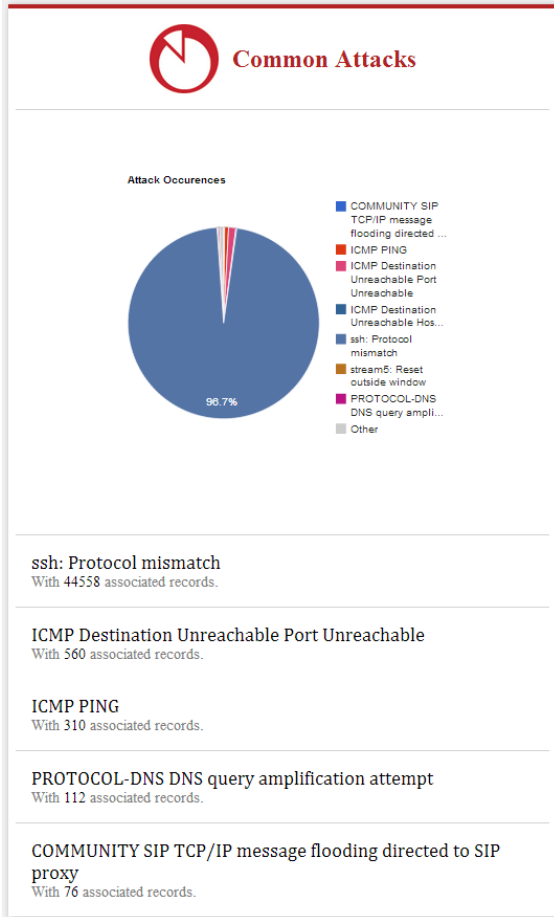 Common Attacks
Attack Occurences
COMMUNITY SIP
TCP/IP message
flooding directed ...
ICMP PING
ICMP Destination
Unreachable Port
Unreachable
ICMP Destination
Unreachable Hos...
ssh: Protocol
mismatch
stream5: Reset
outside window
PROTOCOL-DNS
DNS query ampli...
Other
96.7%
ssh: Protocol mismatch
With 44558 associated records.
ICMP Destination Unreachable Port Unreachable
With 560 associated records.
ICMP PING
With 310 associated records.
PROTOCOL-DNS DNS query amplification attempt
With 112 associated records.
COMMUNITY SIP TCP/IP message flooding directed to SIP
proxy
With 76 associated records.